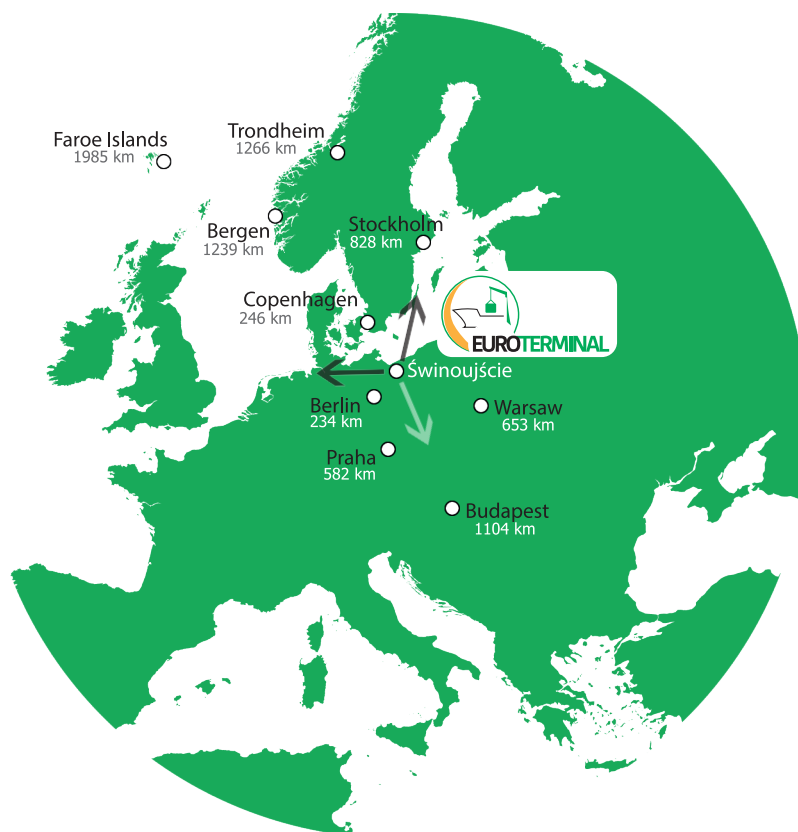 Faroe Islands
1985 km
Trondheim
1266 km
Bergen
1239 km
Stockholm
828 km
Copenhagen
246 km
EUROTERMINAL
Świnoujście
Berlin
234 km
Warsaw
653 km
Praha
582 km
Budapest
1104 km